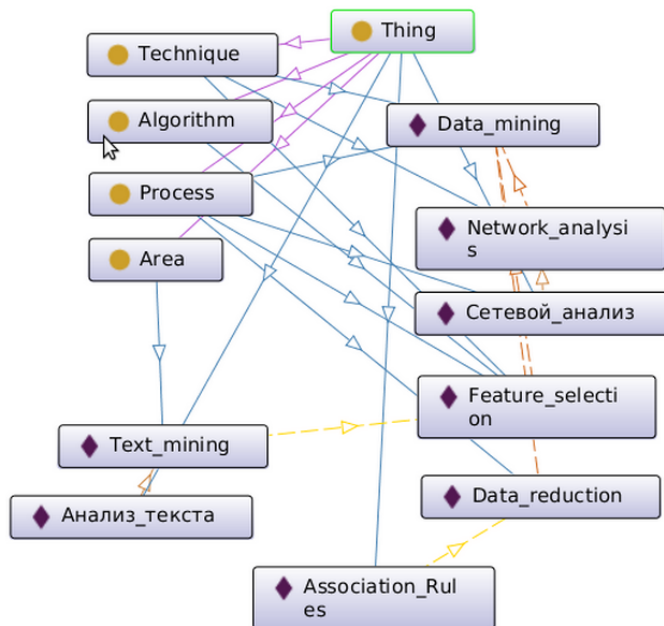 Thing
Technique
Algorithm
Data_mining
Process
Network_analysi
s
Area
Сетевой_анализ
Feature_selecti
on
Text_mining
Data_reduction
Анализ_текста
Association_Rul
es